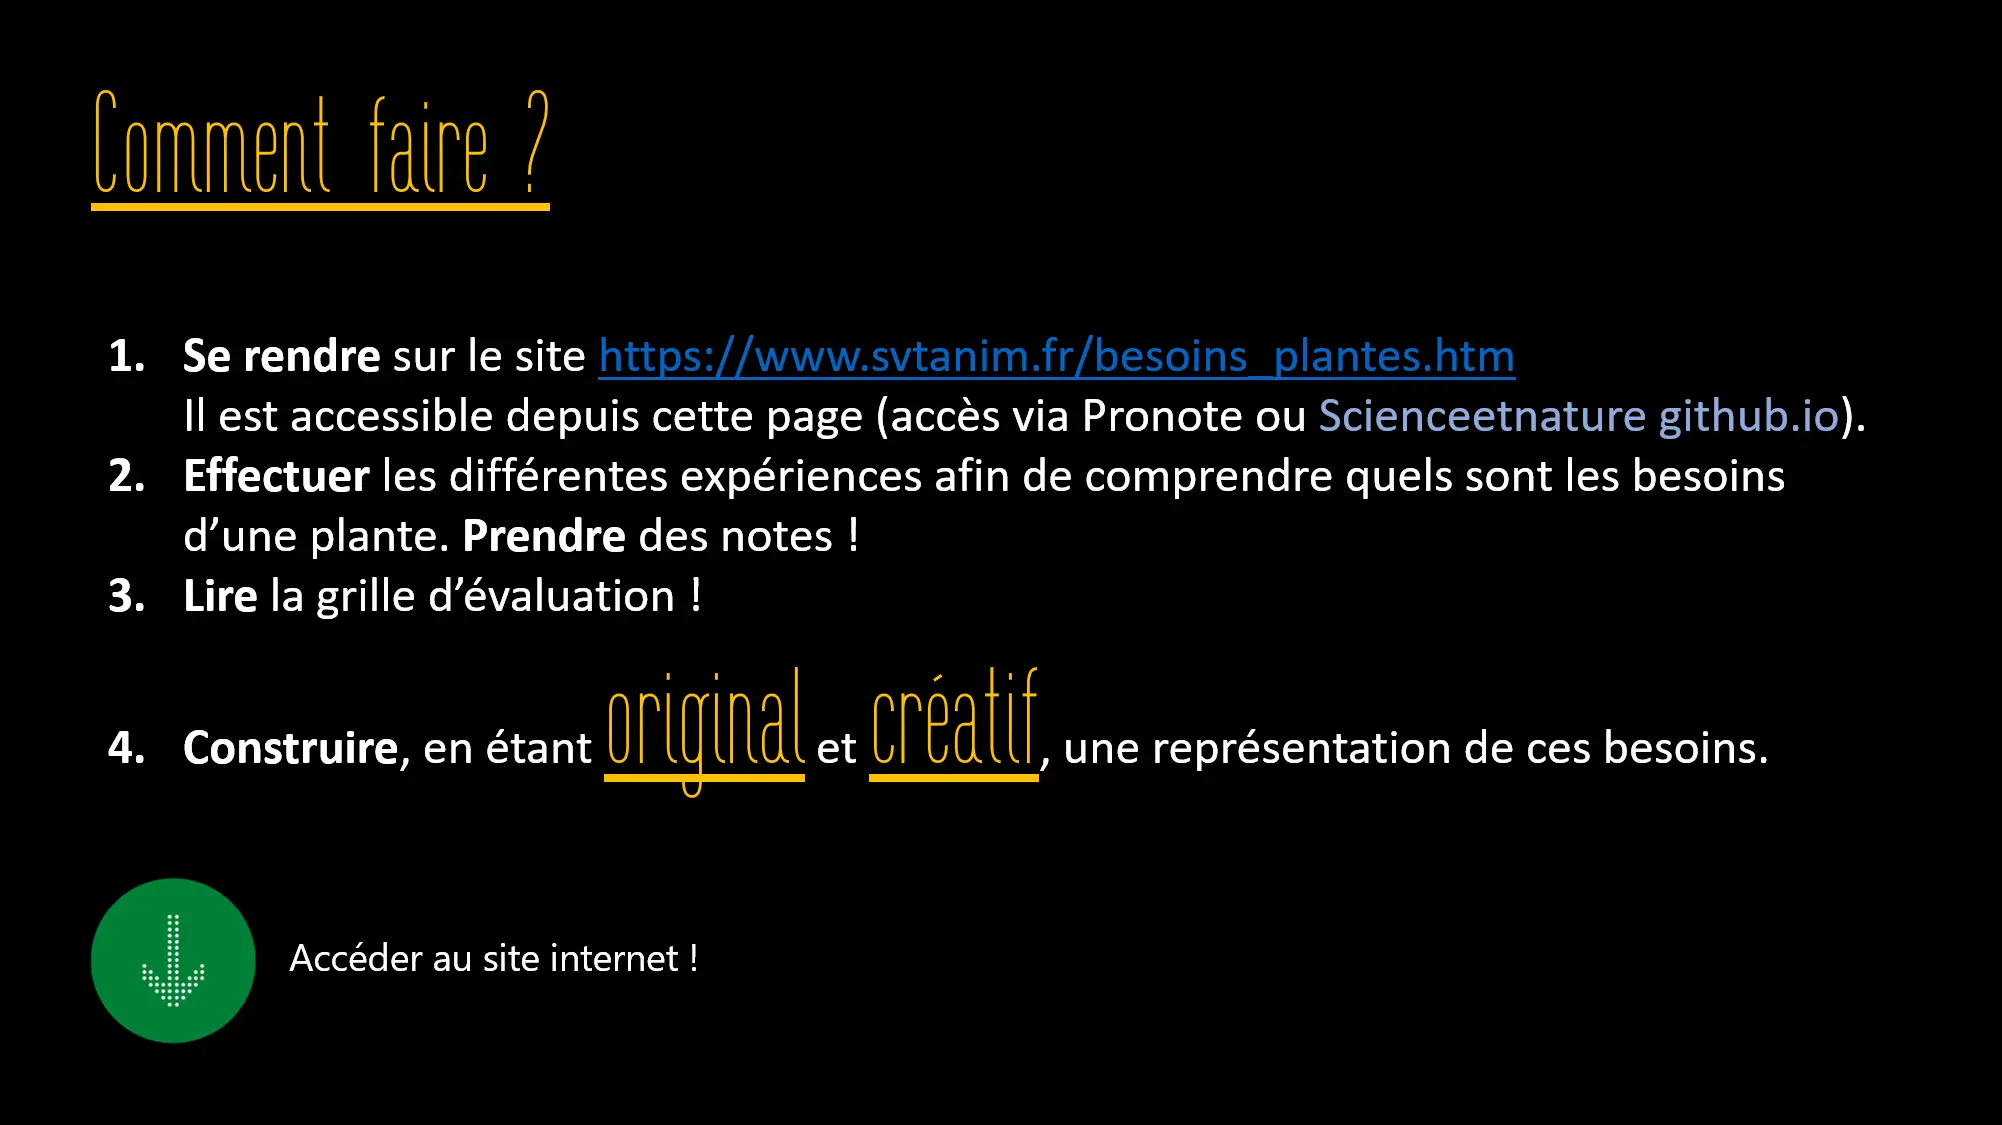 Comment faire ?
1. Se rendre sur le site https://www.svtanim.fr/besoins_plantes.htm
Il est accessible depuis cette page (accès via Pronote ou Scienceetnature github.io).
2. Effectuer les différentes expériences afin de comprendre quels sont les besoins
d’une plante. Prendre des notes !
3. Lire la grille d’évaluation !
4. Construire, en étant original et créatif, une représentation de ces besoins.
Accéder au site internet !